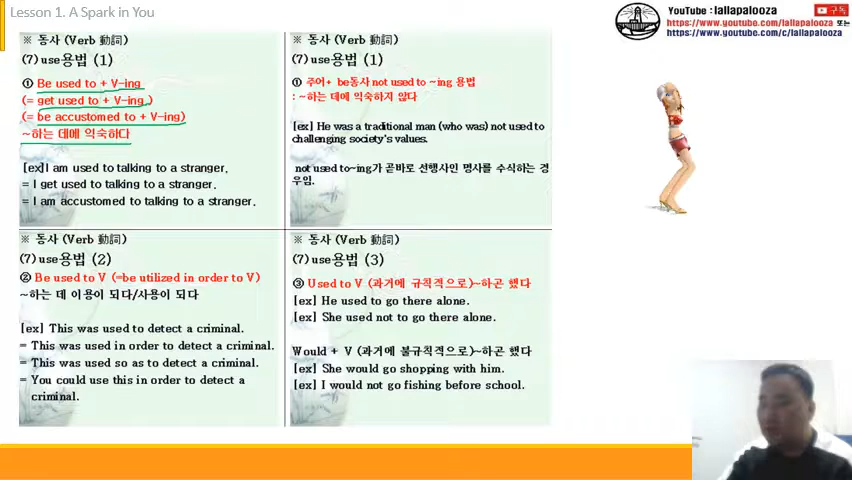 Lesson 1. A Spark in You
YouTube : lallapalooza
구독
https://www.youtube.com/lallapalooza 또는
https://www.youtube.com/c/lallapalooza
※ 동사 (Verb 動詞)
(7) use용법 (1)
① Be used to + V-ing
(= get used to + V-ing )
(= be accustomed to + V-ing)
~하는 데에 익숙하다
[ex]I am used to talking to a stranger.
= I get used to talking to a stranger.
= I am accustomed to talking to a stranger.
※ 동사 (Verb 動詞)
(7) use용법 (1)
① 주어+ be동사 not used to ~ing 용법
: ~하는 데에 익숙하지 않다
[ex] He was a traditional man (who was) not used to
challenging society's values.
not used to~ing가 곧바로 선행사인 명사를 수식하는 경
우임.
※ 동사 (Verb 動詞)
(7) use용법 (2)
② Be used to V (=be utilized in order to V)
~하는 데 이용이 되다/사용이 되다
[ex] This was used to detect a criminal.
= This was used in order to detect a criminal.
= This was used so as to detect a criminal.
= You could use this in order to detect a
criminal.
※ 동사 (Verb 動詞)
(7) use용법 (3)
③ Used to V (과거에 규칙적으로)~하곤 했다
[ex] He used to go there alone.
[ex] She used not to go there alone.
Would + V (과거에 불규칙적으로)~하곤 했다
[ex] She would go shopping with him.
[ex] I would not go fishing before school.